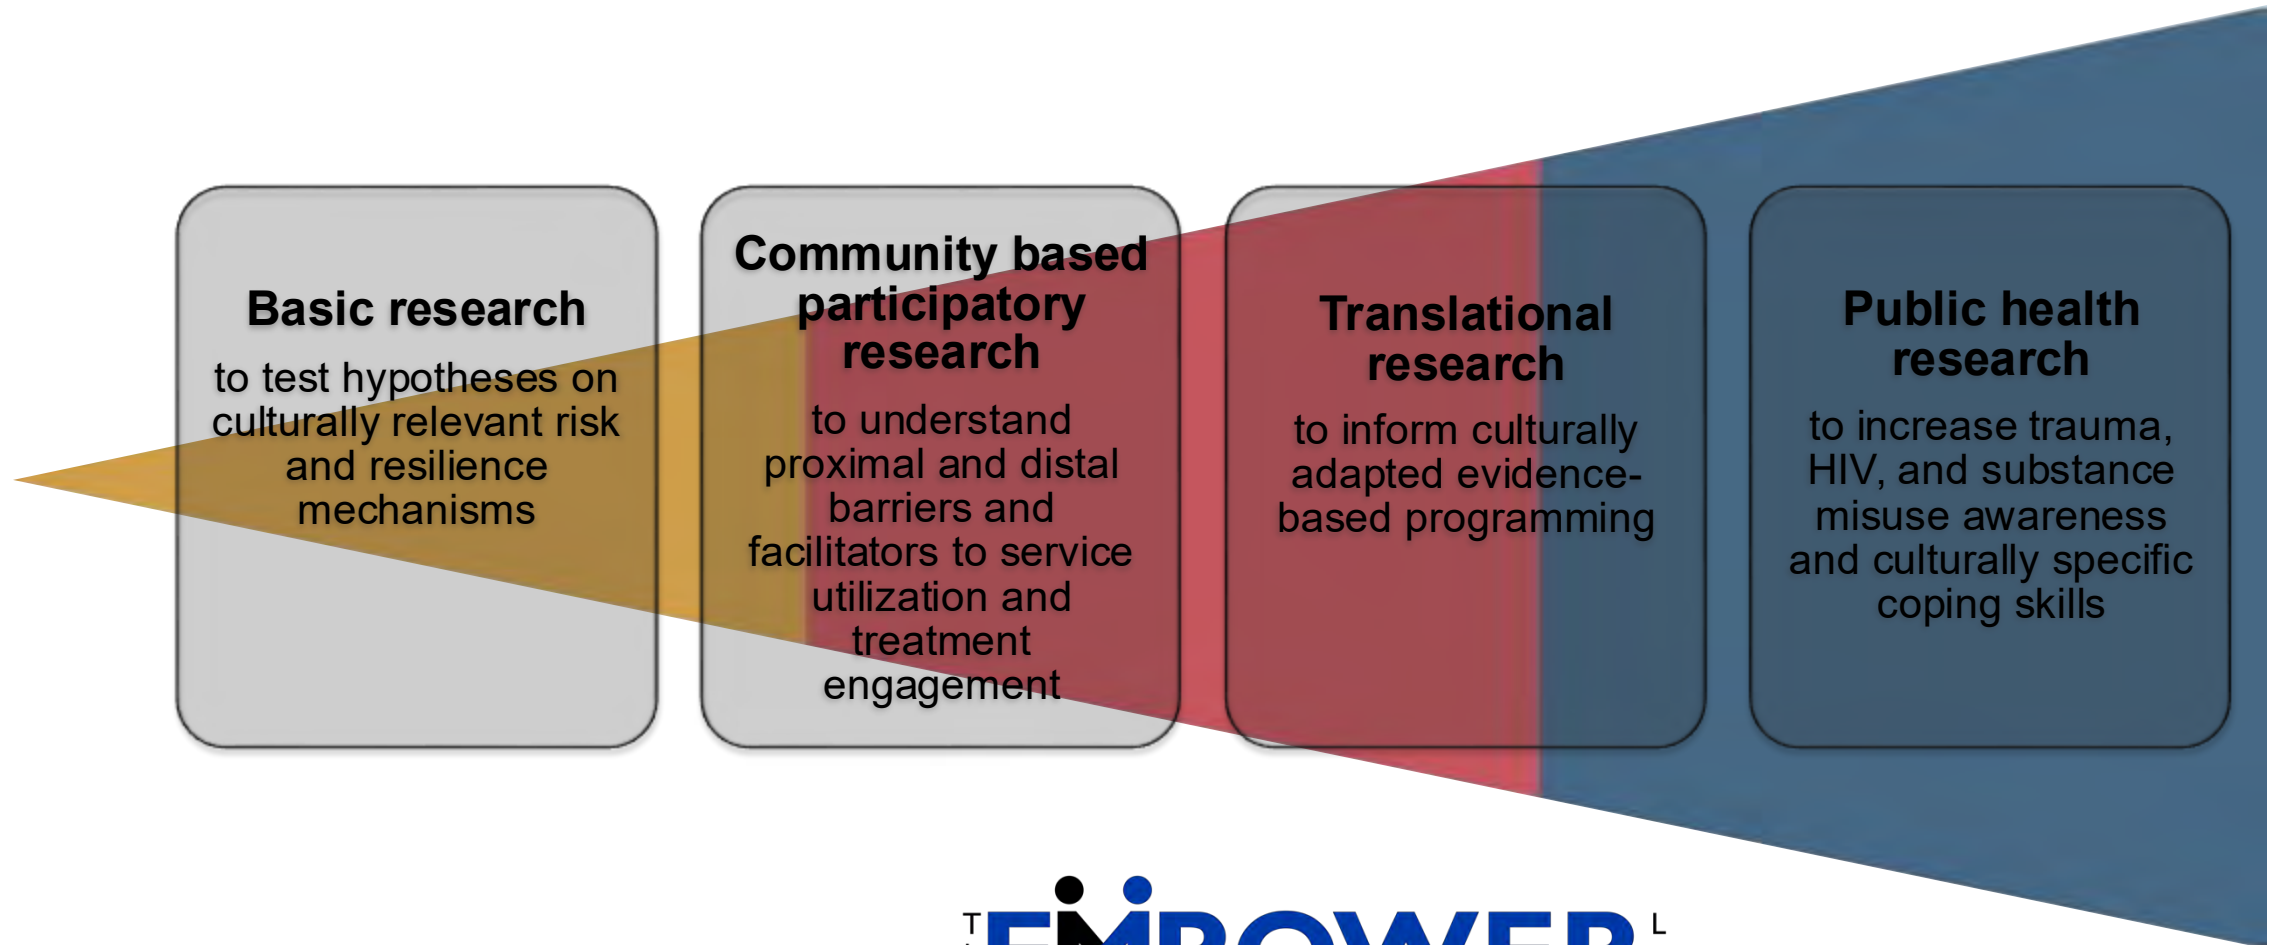 Basic research
to test hypotheses on
culturally relevant risk
and resilience
mechanisms
Community based
participatory
research
to understand
proximal and distal
barriers and
facilitators to service
utilization and
treatment
engagement
Translational
research
to inform culturally
adapted evidence-
based programming
Public health
research
to increase trauma,
HIV, and substance
misuse awareness
and culturally specific
coping skills
EMPOWER